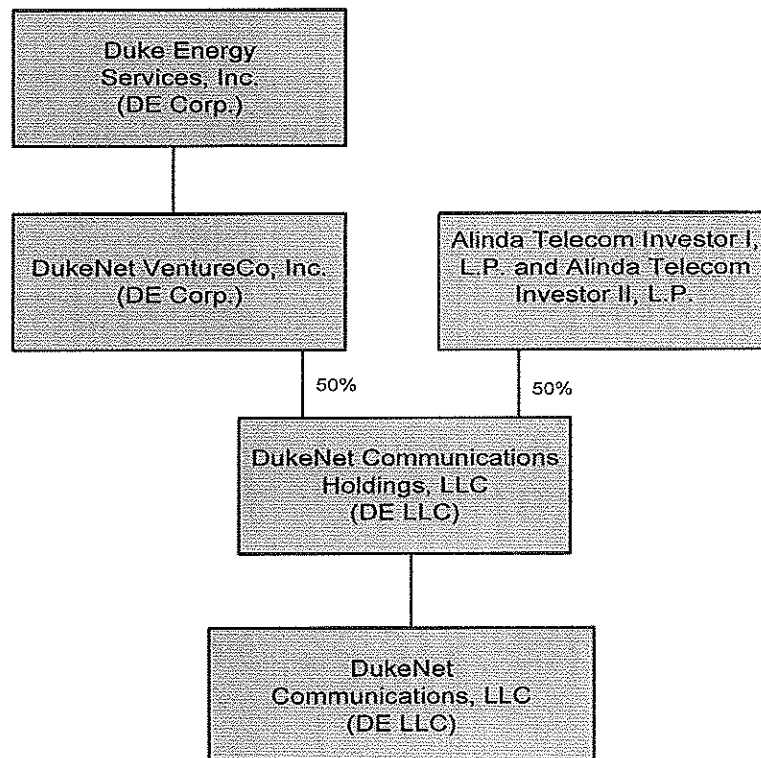 Duke Energy
Services, Inc.
(DE Corp.)
DukeNet VentureCo, Inc.
(DE Corp.)
Alinda Telecom Investor I,
L.P. and Alinda Telecom
Investor II, L.P.
50%
50%
DukeNet Communications
Holdings, LLC
(DE LLC)
DukeNet
Communications, LLC
(DE LLC)